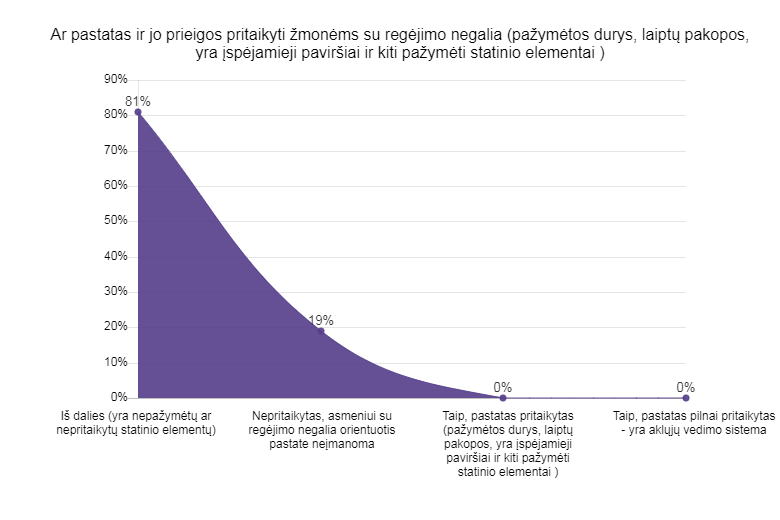 Ar pastatas ir jo prieigos pritaikyti žmonėms su regėjimo negalia (pažymėtos durys, laiptų pakopos,
yra įspėjamieji paviršiai ir kiti pažymėti statinio elementai )
90%
81%
80%
70%
60%
50%
40%
30%
19%
20%
10%
0%
0%
0%
Iš dalies (yra nepažymėtų ar
nepritaikytų statinio elementų)
Nepritaikytas, asmeniui su
regėjimo negalia orientuotis
pastate neįmanoma
Taip, pastatas pritaikytas
(pažymėtos durys, laiptų
pakopos, yra įspėjamieji
paviršiai ir kiti pažymėti
statinio elementai )
Taip, pastatas pilnai pritaikytas
- yra aklųjų vedimo sistema